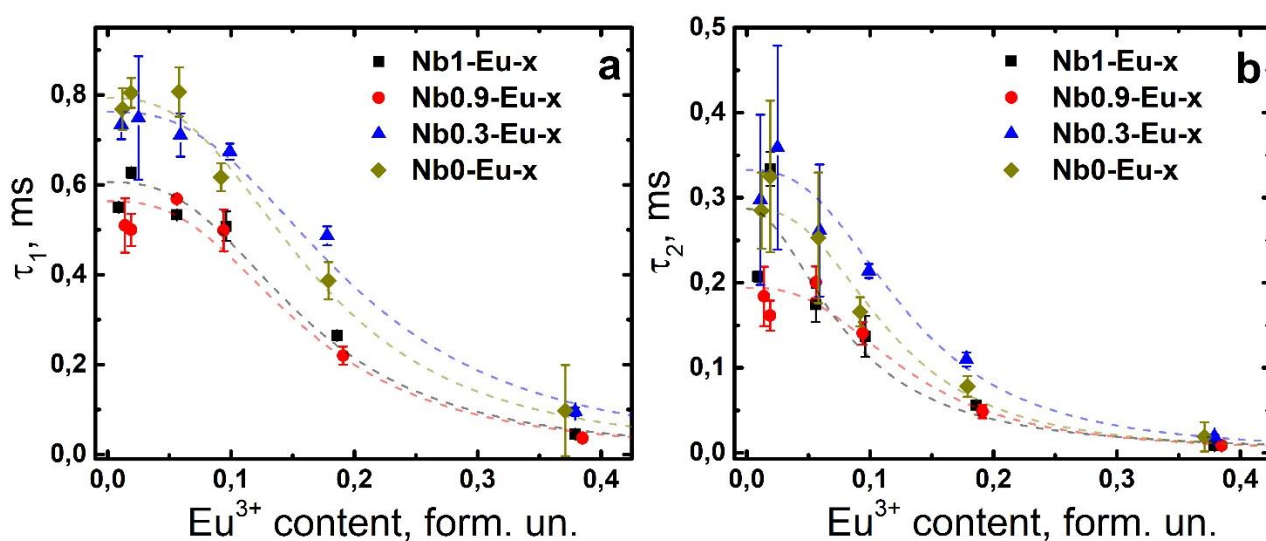 a
Nb1-Eu-x
Nb0.9-Eu-x
Nb0.3-Eu-x
Nb0-Eu-x
0,8
0,6
0,4
0,2
0,0
τ₁, ms
0,0 0,1 0,2 0,3 0,4
Eu³⁺ content, form. un.
b
Nb1-Eu-x
Nb0.9-Eu-x
Nb0.3-Eu-x
Nb0-Eu-x
0,5
0,4
0,3
0,2
0,1
0,0
τ₂, ms
0,0 0,1 0,2 0,3 0,4
Eu³⁺ content, form. un.